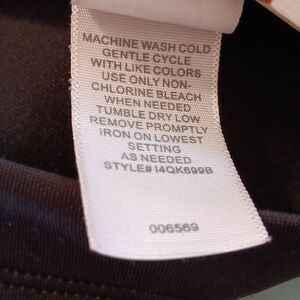 MACHINE WASH COLD
GENTLE CYCLE
WITH LIKE COLORS
USE ONLY NON-
CHLORINE BLEACH
WHEN NEEDED
TUMBLE DRY LOW
REMOVE PROMPTLY
IRON ON LOWEST
SETTING
AS NEEDED
STYLE# I4QK699B
006569